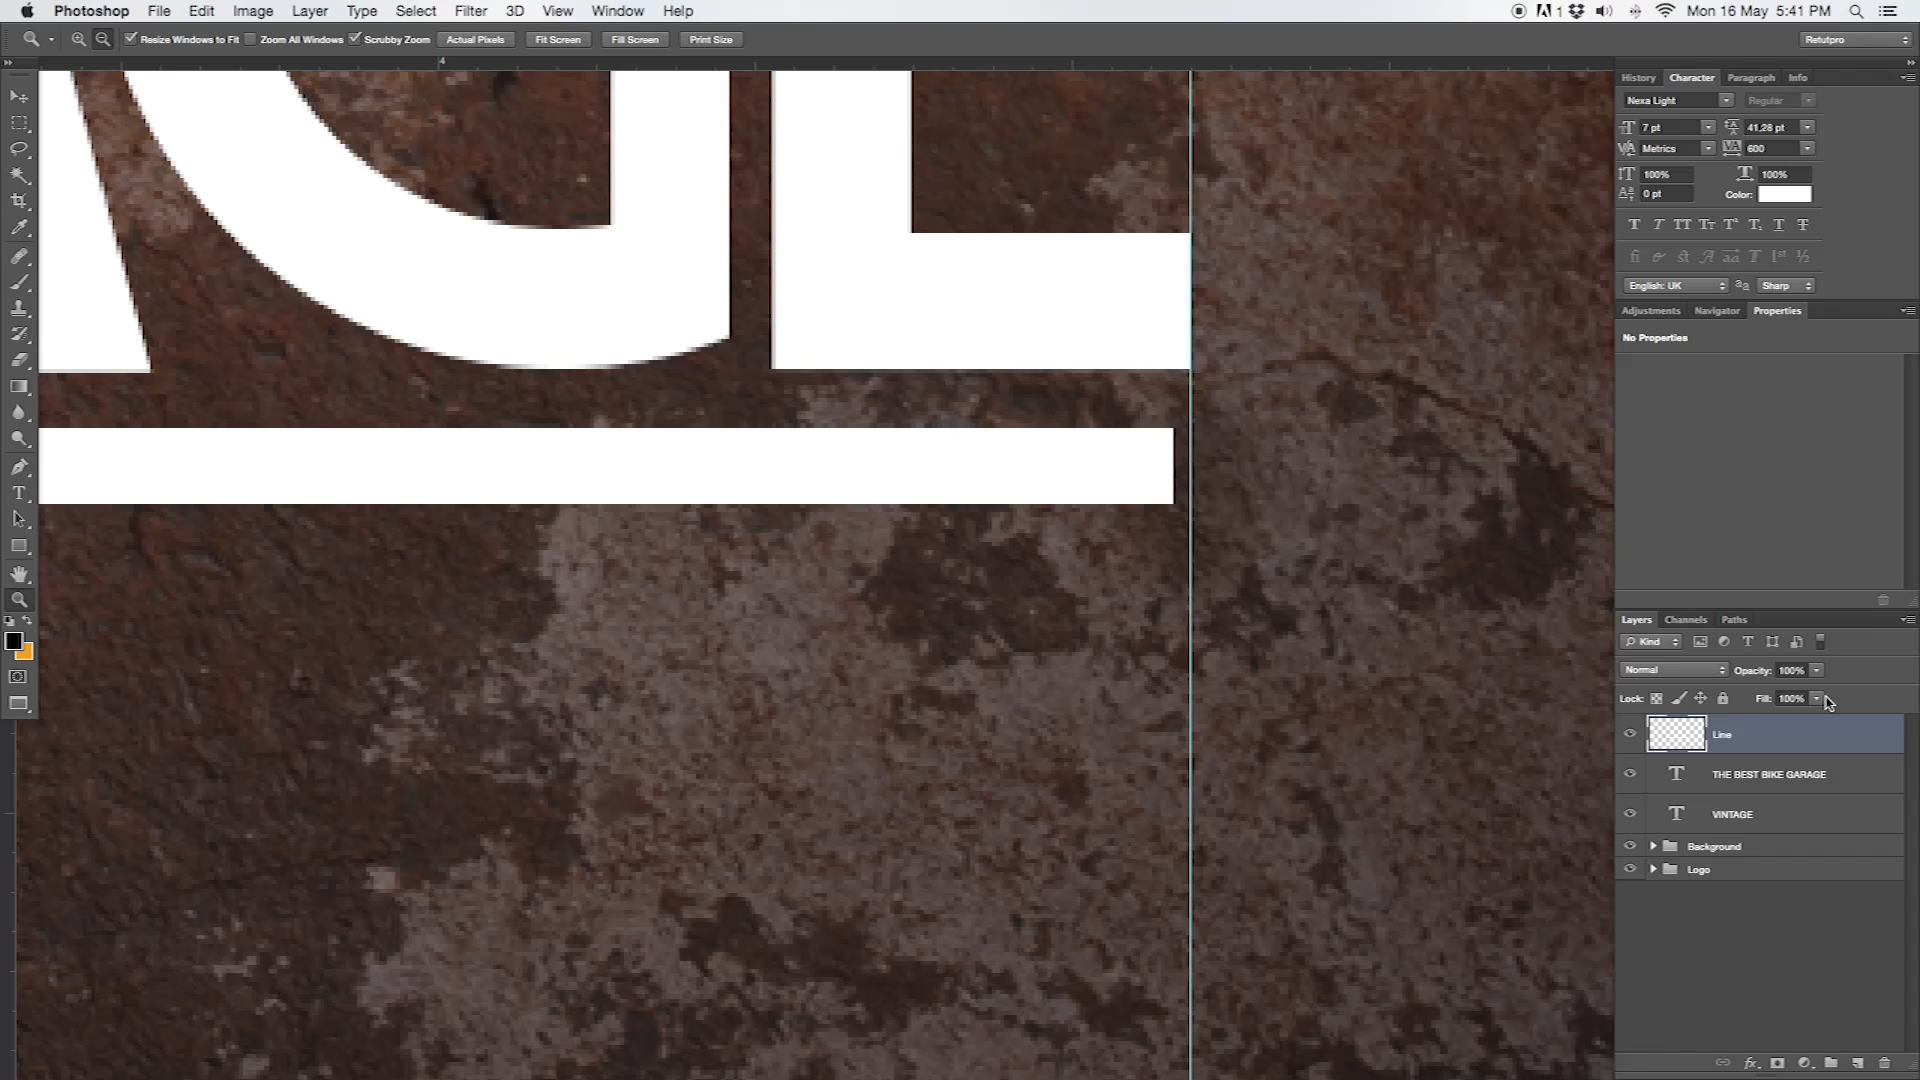 Photoshop File Edit Image Layer Type Select Filter 3D View Window Help 1 Mon 16 May 5:41 PM
Resize Windows to Fit Zoom All Windows Scrubby Zoom Actual Pixels Fit Screen Fill Screen Print Size Retutpro
4
GE
History Character Paragraph Info
Nexa Light Regular
7 pt 41,28 pt
Metrics 600
100% 100%
0 pt Color:
English: UK Sharp
Adjustments Navigator Properties
No Properties
Layers Channels Paths
Kind
Normal Opacity: 100%
Lock: Fill: 100%
Line
THE BEST BIKE GARAGE
VINTAGE
Background
Logo